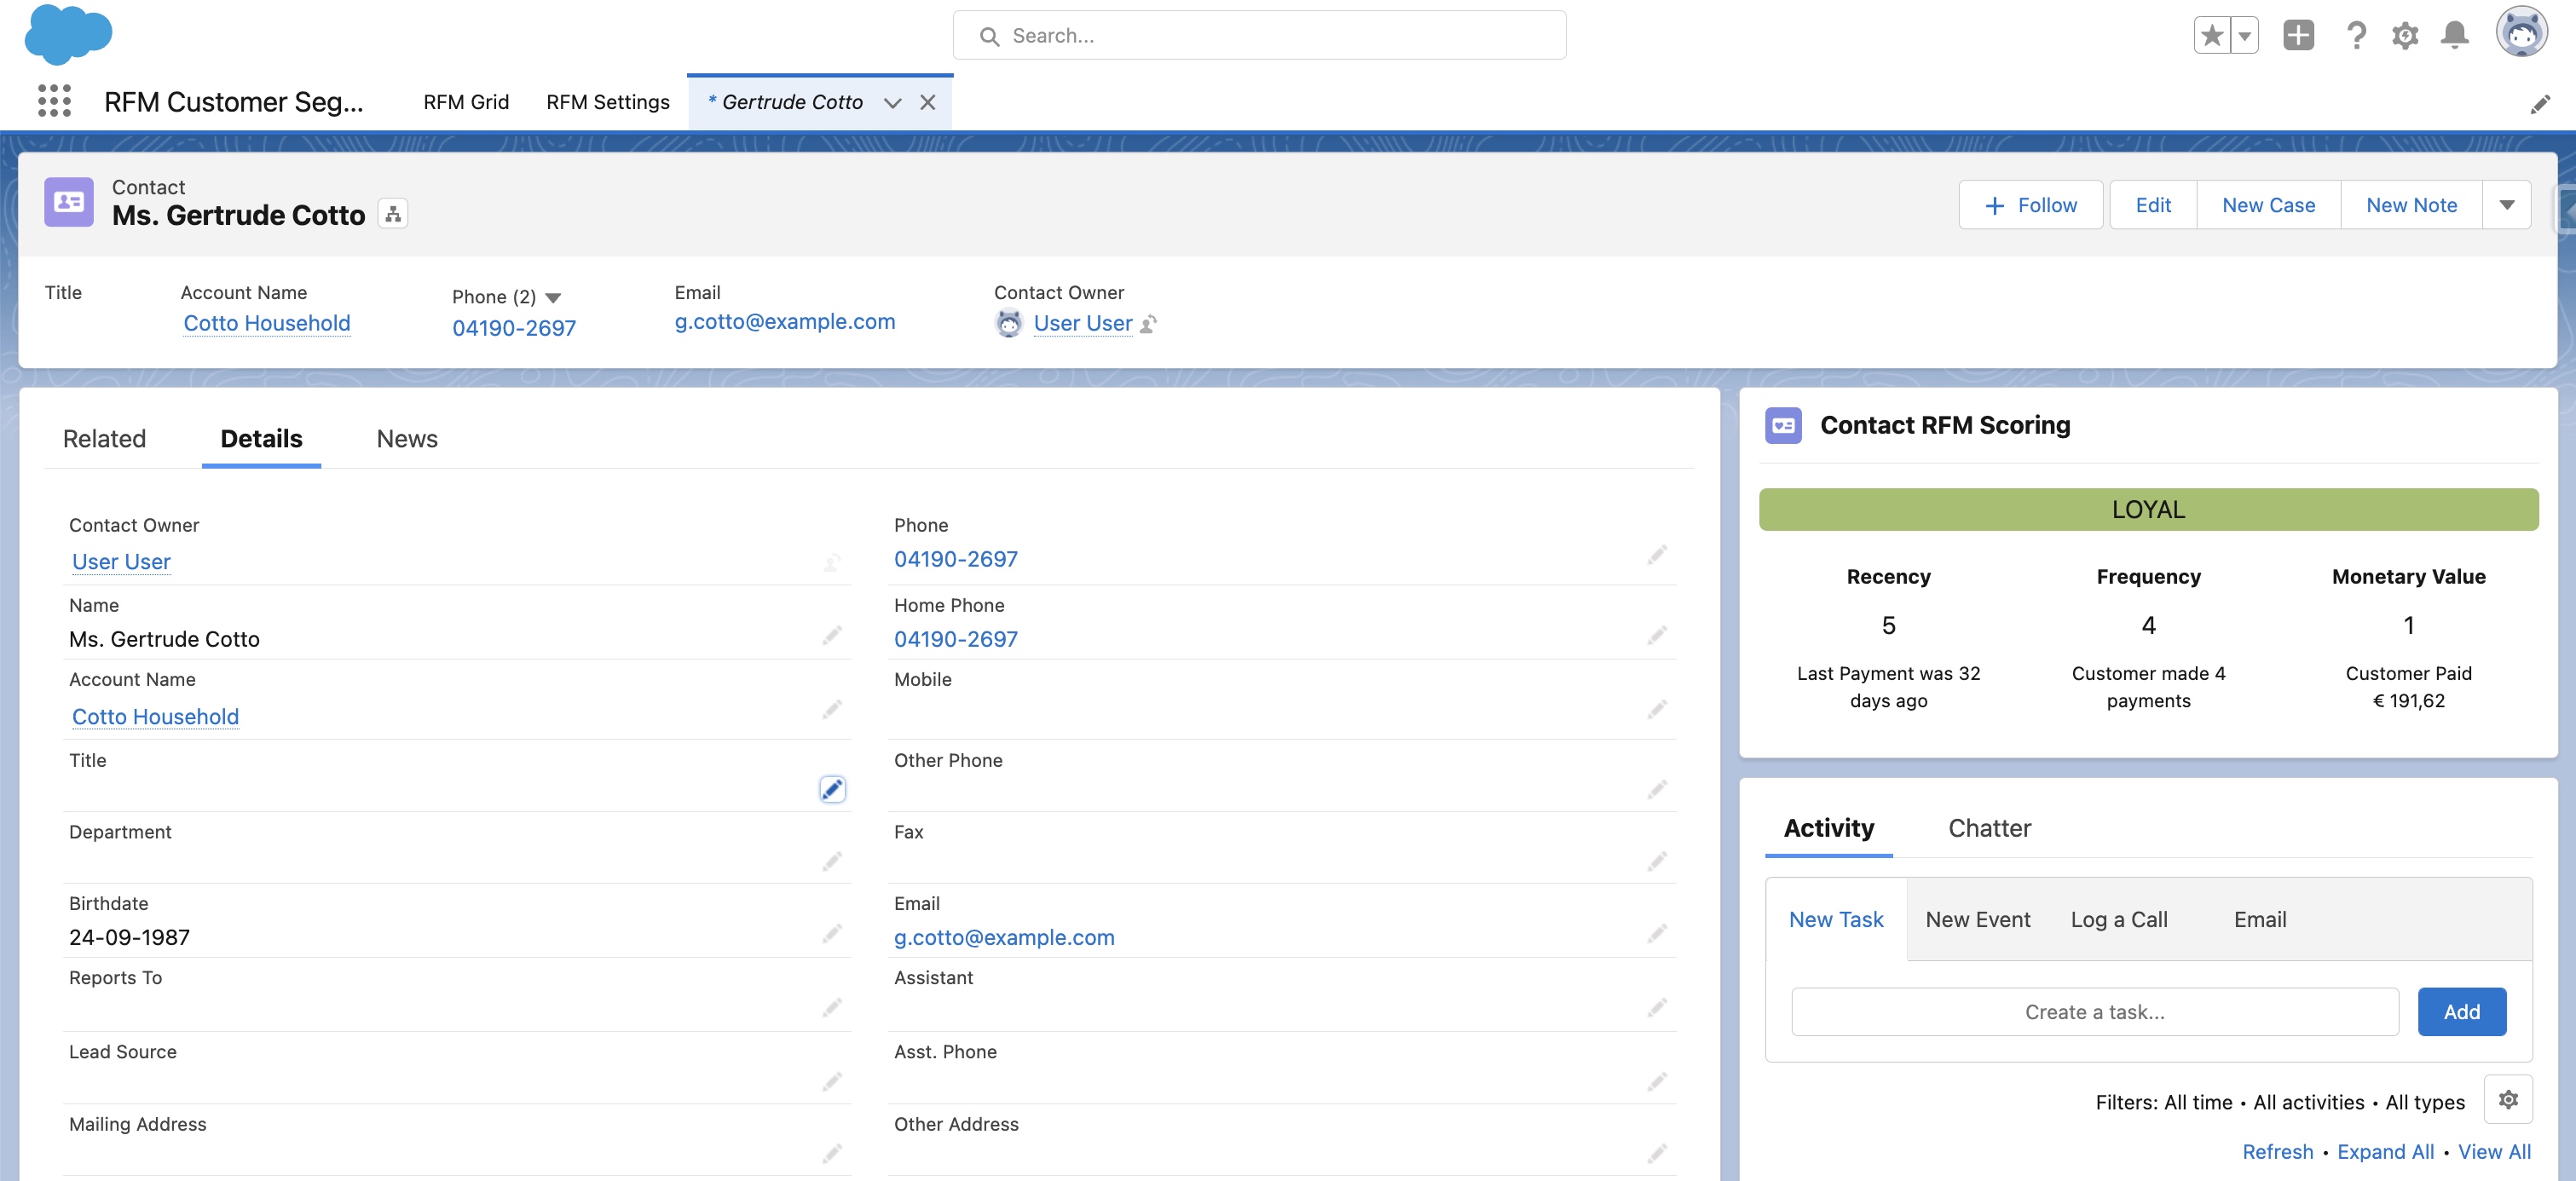 Search...
RFM Customer Seg...
RFM Grid
RFM Settings
* Gertrude Cotto
Contact
Ms. Gertrude Cotto
Follow
Edit
New Case
New Note
Title
Account Name
Cotto Household
Phone (2)
04190-2697
Email
g.cotto@example.com
Contact Owner
User User
Related
Details
News
Contact Owner
User User
Phone
04190-2697
Name
Ms. Gertrude Cotto
Home Phone
04190-2697
Account Name
Cotto Household
Mobile
Title
Other Phone
Department
Fax
Birthdate
24-09-1987
Email
g.cotto@example.com
Reports To
Assistant
Lead Source
Asst. Phone
Mailing Address
Other Address
Contact RFM Scoring
LOYAL
Recency
5
Last Payment was 32
days ago
Frequency
4
Customer made 4
payments
Monetary Value
1
Customer Paid
€ 191,62
Activity
Chatter
New Task
New Event
Log a Call
Email
Create a task...
Add
Filters: All time • All activities • All types
Refresh • Expand All • View All